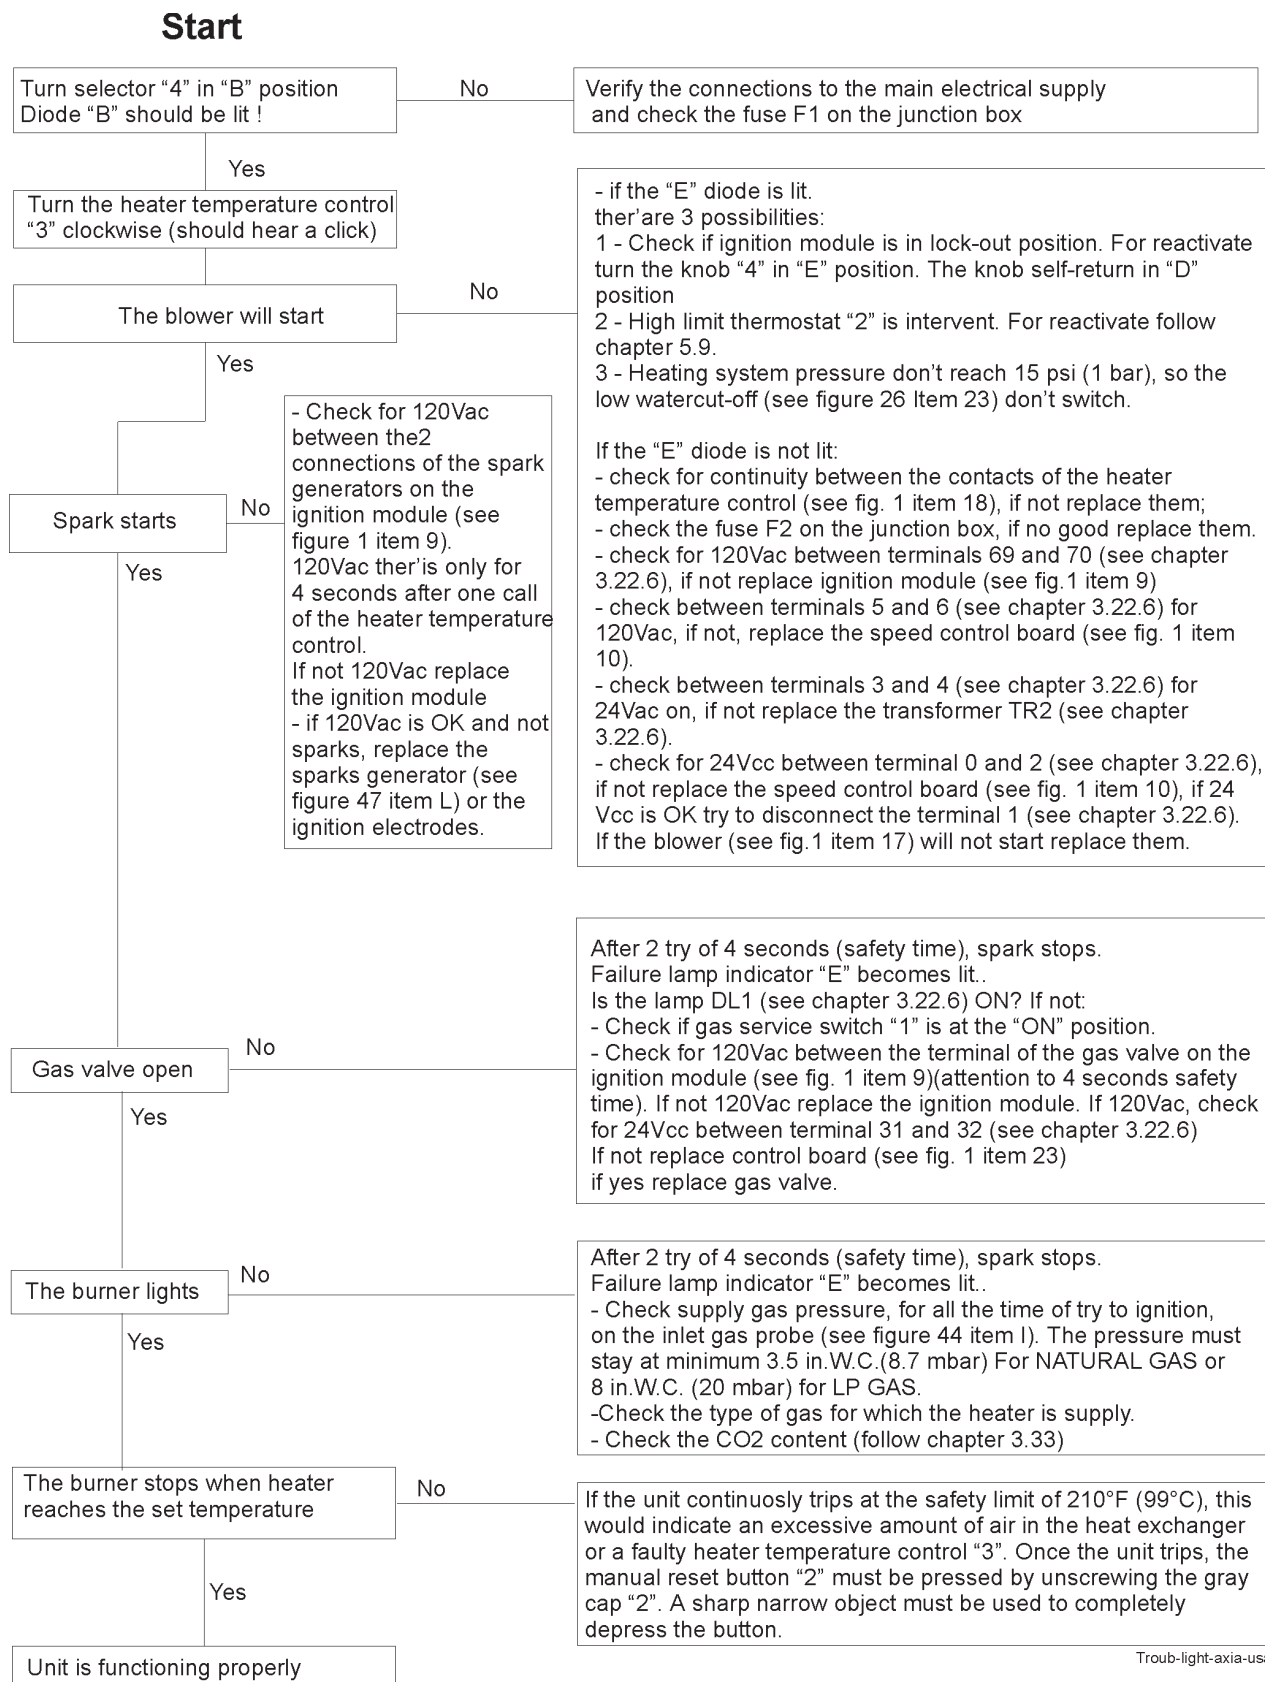 Start
Turn selector “4” in “B” position
Diode “B” should be lit !
No
Verify the connections to the main electrical supply
and check the fuse F1 on the junction box
Yes
Turn the heater temperature control
“3” clockwise (should hear a click)
The blower will start
No
- if the “E” diode is lit.
ther’are 3 possibilities:
1 - Check if ignition module is in lock-out position. For reactivate
turn the knob “4” in “E” position. The knob self-return in “D”
position
2 - High limit thermostat “2” is intervent. For reactivate follow
chapter 5.9.
3 - Heating system pressure don’t reach 15 psi (1 bar), so the
low watercut-off (see figure 26 Item 23) don’t switch.
If the “E” diode is not lit:
- check for continuity between the contacts of the heater
temperature control (see fig. 1 item 18), if not replace them;
- check the fuse F2 on the junction box, if no good replace them.
- check for 120Vac between terminals 69 and 70 (see chapter
3.22.6), if not replace ignition module (see fig.1 item 9)
- check between terminals 5 and 6 (see chapter 3.22.6) for
120Vac, if not, replace the speed control board (see fig. 1 item
10).
- check between terminals 3 and 4 (see chapter 3.22.6) for
24Vac on, if not replace the transformer TR2 (see chapter
3.22.6).
- check for 24Vcc between terminal 0 and 2 (see chapter 3.22.6),
if not replace the speed control board (see fig. 1 item 10), if 24
Vcc is OK try to disconnect the terminal 1 (see chapter 3.22.6).
If the blower (see fig.1 item 17) will not start replace them.
Yes
Spark starts
No
- Check for 120Vac
between the2
connections of the spark
generators on the
ignition module (see
figure 1 item 9).
120Vac ther’is only for
4 seconds after one call
of the heater temperature
control.
If not 120Vac replace
the ignition module
- if 120Vac is OK and not
sparks, replace the
sparks generator (see
figure 47 item L) or the
ignition electrodes.
Yes
Gas valve open
No
After 2 try of 4 seconds (safety time), spark stops.
Failure lamp indicator “E” becomes lit..
Is the lamp DL1 (see chapter 3.22.6) ON? If not:
- Check if gas service switch “1” is at the “ON” position.
- Check for 120Vac between the terminal of the gas valve on the
ignition module (see fig. 1 item 9)(attention to 4 seconds safety
time). If not 120Vac replace the ignition module. If 120Vac, check
for 24Vcc between terminal 31 and 32 (see chapter 3.22.6)
If not replace control board (see fig. 1 item 23)
if yes replace gas valve.
Yes
The burner lights
No
After 2 try of 4 seconds (safety time), spark stops.
Failure lamp indicator “E” becomes lit..
- Check supply gas pressure, for all the time of try to ignition,
on the inlet gas probe (see figure 44 item I). The pressure must
stay at minimum 3.5 in.W.C.(8.7 mbar) For NATURAL GAS or
8 in.W.C. (20 mbar) for LP GAS.
-Check the type of gas for which the heater is supply.
- Check the CO2 content (follow chapter 3.33)
Yes
The burner stops when heater
reaches the set temperature
No
If the unit continuosly trips at the safety limit of 210°F (99°C), this
would indicate an excessive amount of air in the heat exchanger
or a faulty heater temperature control “3”. Once the unit trips, the
manual reset button “2” must be pressed by unscrewing the gray
cap “2”. A sharp narrow object must be used to completely
depress the button.
Yes
Unit is functioning properly
Troub-light-axia-usa